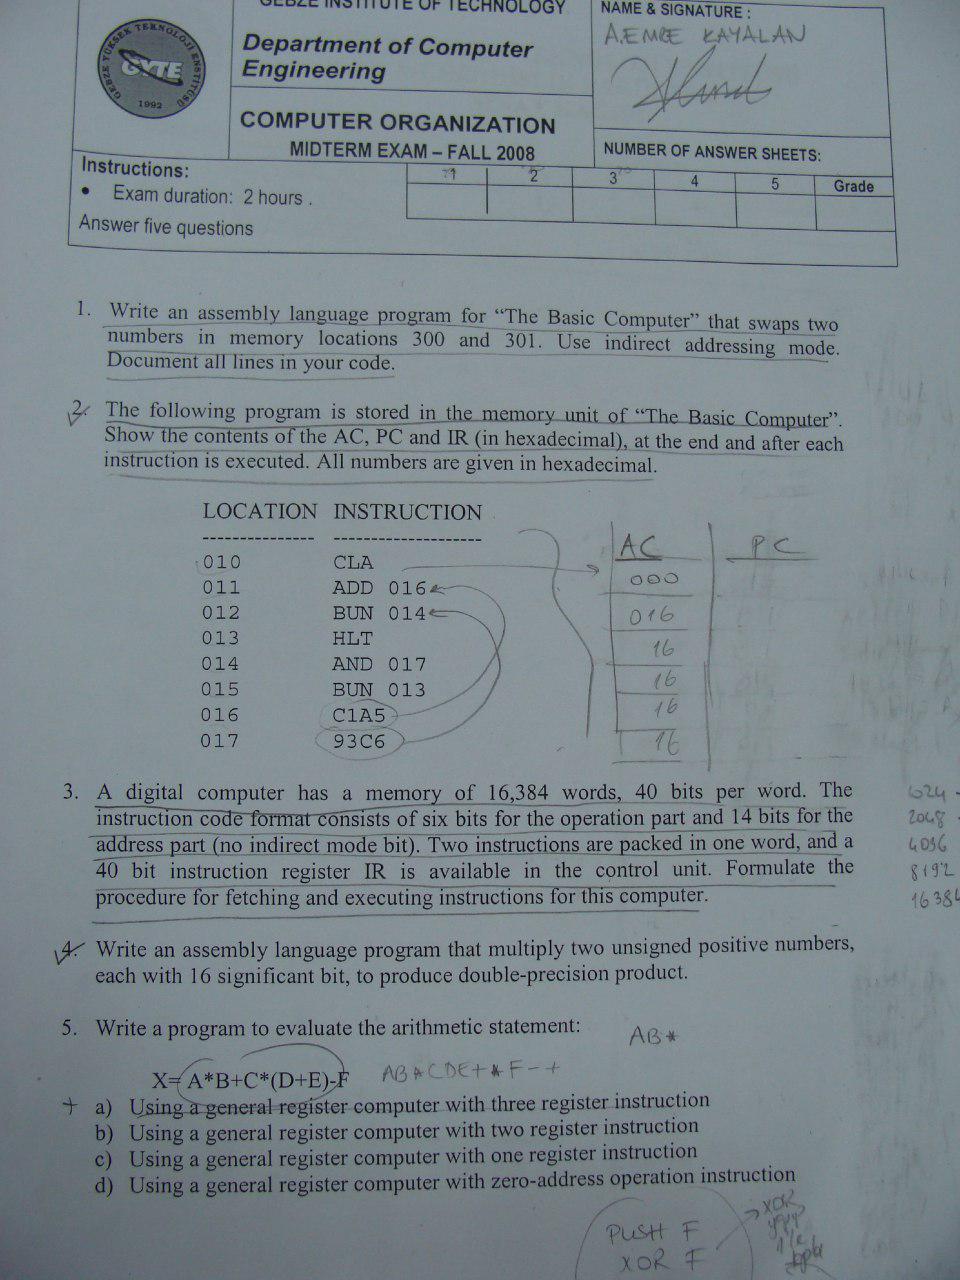 GEBZE INSTITUTE OF TECHNOLOGY
GEBZE YÜKSEK TEKNOLOJİ ENSTİTÜSÜ
GYTE
1992
Department of Computer
Engineering
COMPUTER ORGANIZATION
MIDTERM EXAM – FALL 2008
NAME & SIGNATURE :
A.EMRE KAYALAN
NUMBER OF ANSWER SHEETS:
Instructions:
• Exam duration: 2 hours .
Answer five questions
1 2 3 4 5 Grade
1. Write an assembly language program for “The Basic Computer” that swaps two
numbers in memory locations 300 and 301. Use indirect addressing mode.
Document all lines in your code.
2. The following program is stored in the memory unit of “The Basic Computer”.
Show the contents of the AC, PC and IR (in hexadecimal), at the end and after each
instruction is executed. All numbers are given in hexadecimal.
LOCATION INSTRUCTION
--------------- --------------------
010 CLA
011 ADD 016
012 BUN 014
013 HLT
014 AND 017
015 BUN 013
016 C1A5
017 93C6
AC PC
000
016
16
16
16
16
3. A digital computer has a memory of 16,384 words, 40 bits per word. The
instruction code format consists of six bits for the operation part and 14 bits for the
address part (no indirect mode bit). Two instructions are packed in one word, and a
40 bit instruction register IR is available in the control unit. Formulate the
procedure for fetching and executing instructions for this computer.
2048
4096
8192
16384
4. Write an assembly language program that multiply two unsigned positive numbers,
each with 16 significant bit, to produce double-precision product.
5. Write a program to evaluate the arithmetic statement:
AB*
X= A*B+C*(D+E)-F AB*CDE+*F-+
+ a) Using a general register computer with three register instruction
b) Using a general register computer with two register instruction
c) Using a general register computer with one register instruction
d) Using a general register computer with zero-address operation instruction
PUSH F
XOR F
XOR